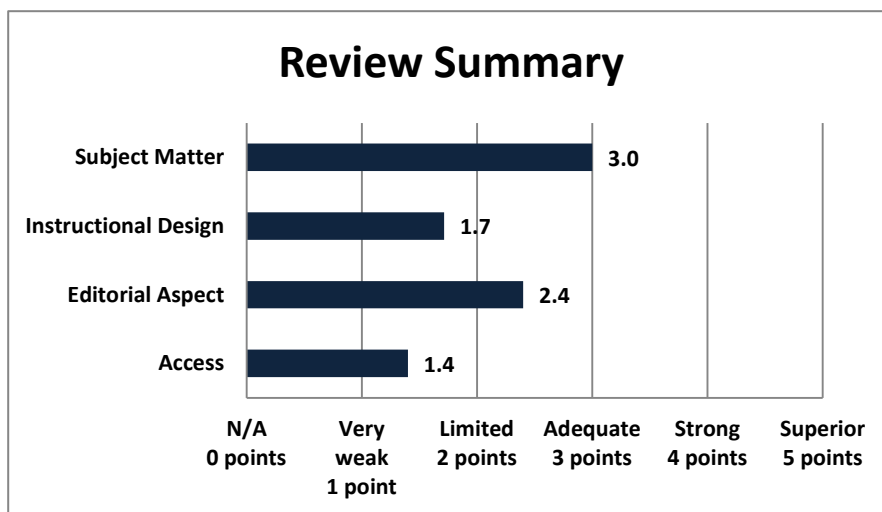 Review Summary
Subject Matter
3.0
Instructional Design
1.7
Editorial Aspect
2.4
Access
1.4
N/A
0 points
Very
weak
1 point
Limited
2 points
Adequate
3 points
Strong
4 points
Superior
5 points